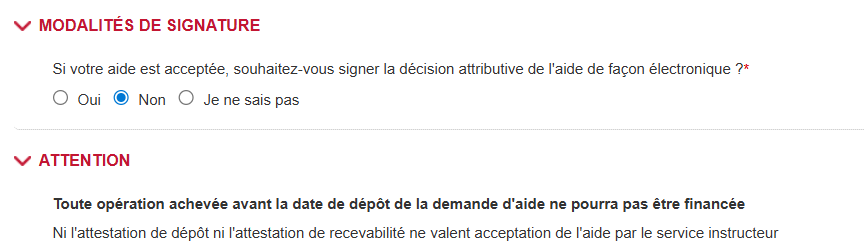 MODALITÉS DE SIGNATURE
Si votre aide est acceptée, souhaitez-vous signer la décision attributive de l'aide de façon électronique ?*
Oui Non Je ne sais pas
ATTENTION
Toute opération achevée avant la date de dépôt de la demande d'aide ne pourra pas être financée
Ni l'attestation de dépôt ni l'attestation de recevabilité ne valent acceptation de l'aide par le service instructeur